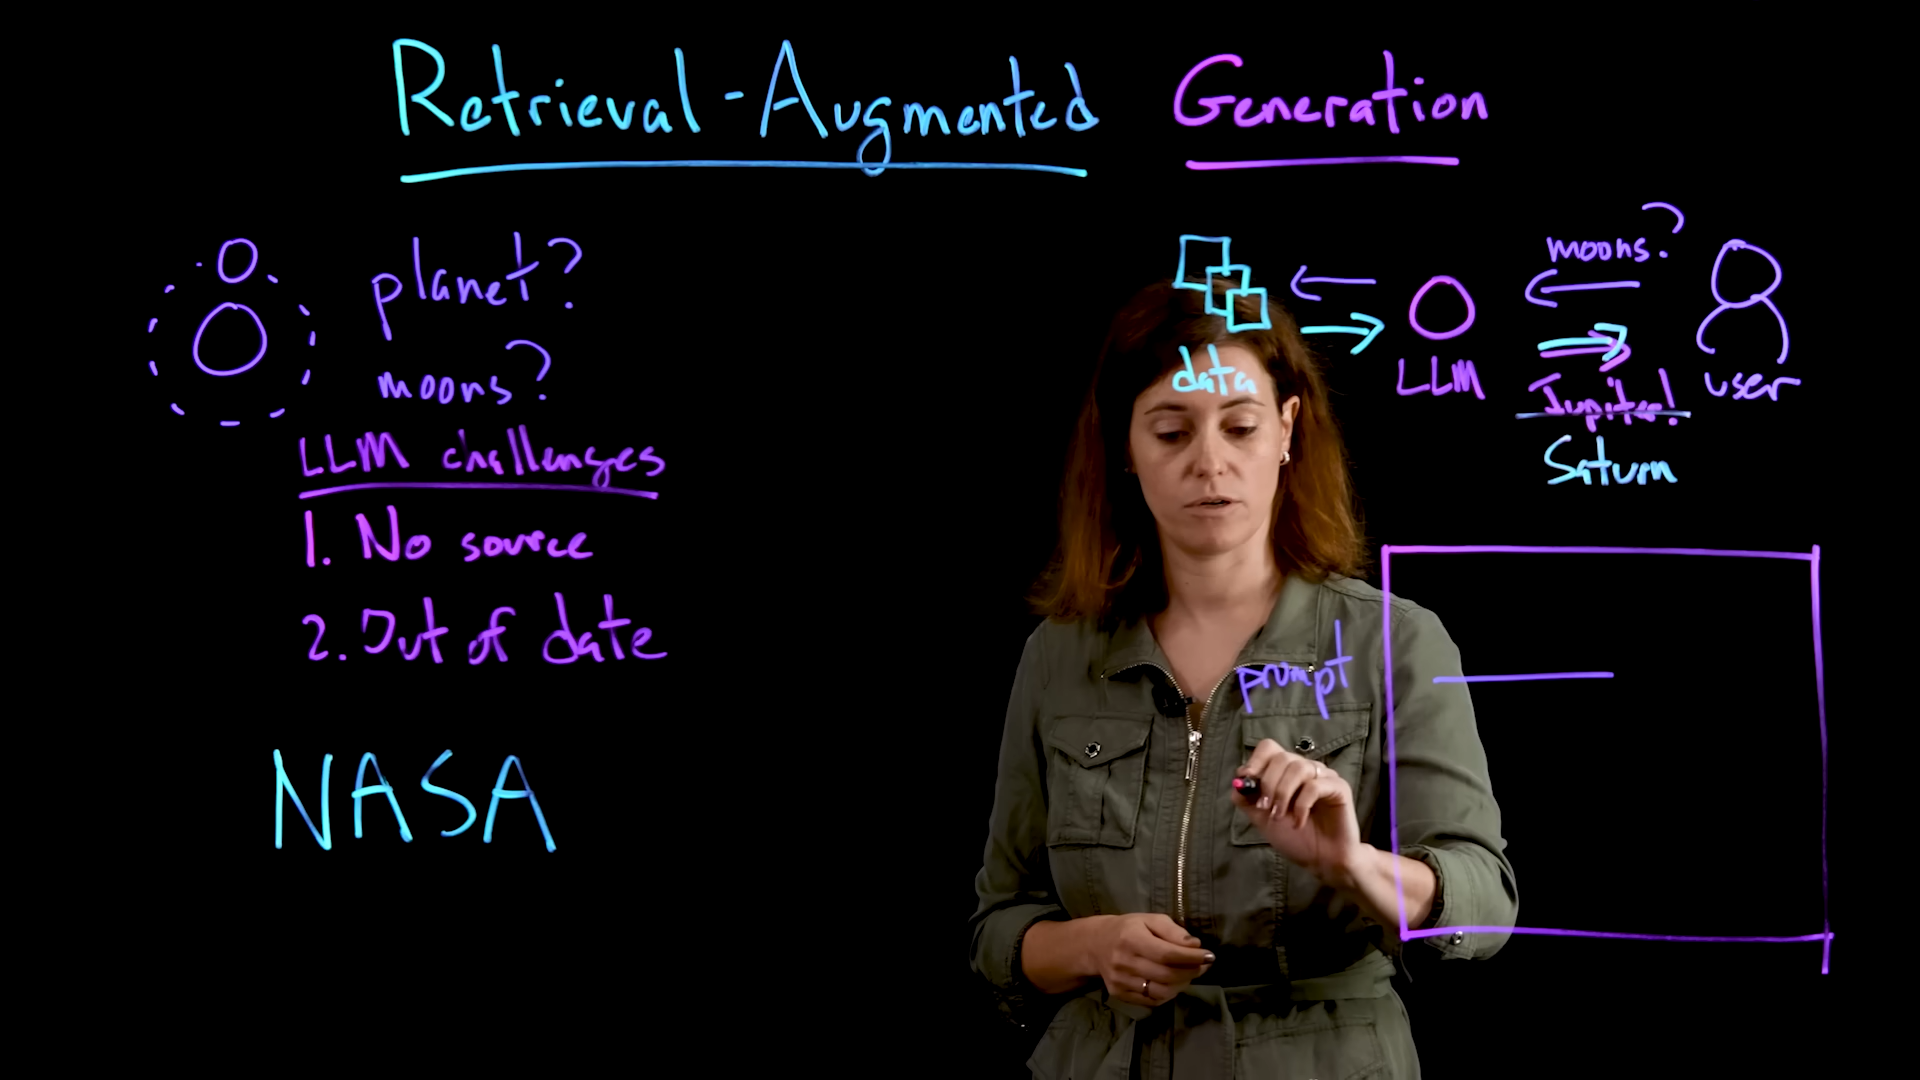 Retrieval-Augmented Generation
planet?
moons?
LLM challenges
1. No source
2. Out of date
NASA
moons?
data
LLM
user
Jupiter!
Saturn
prompt